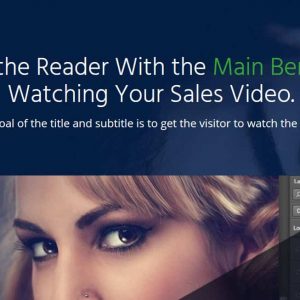 the Reader With the Main Ber
Watching Your Sales Video.
oal of the title and subtitle is to get the visitor to watch the